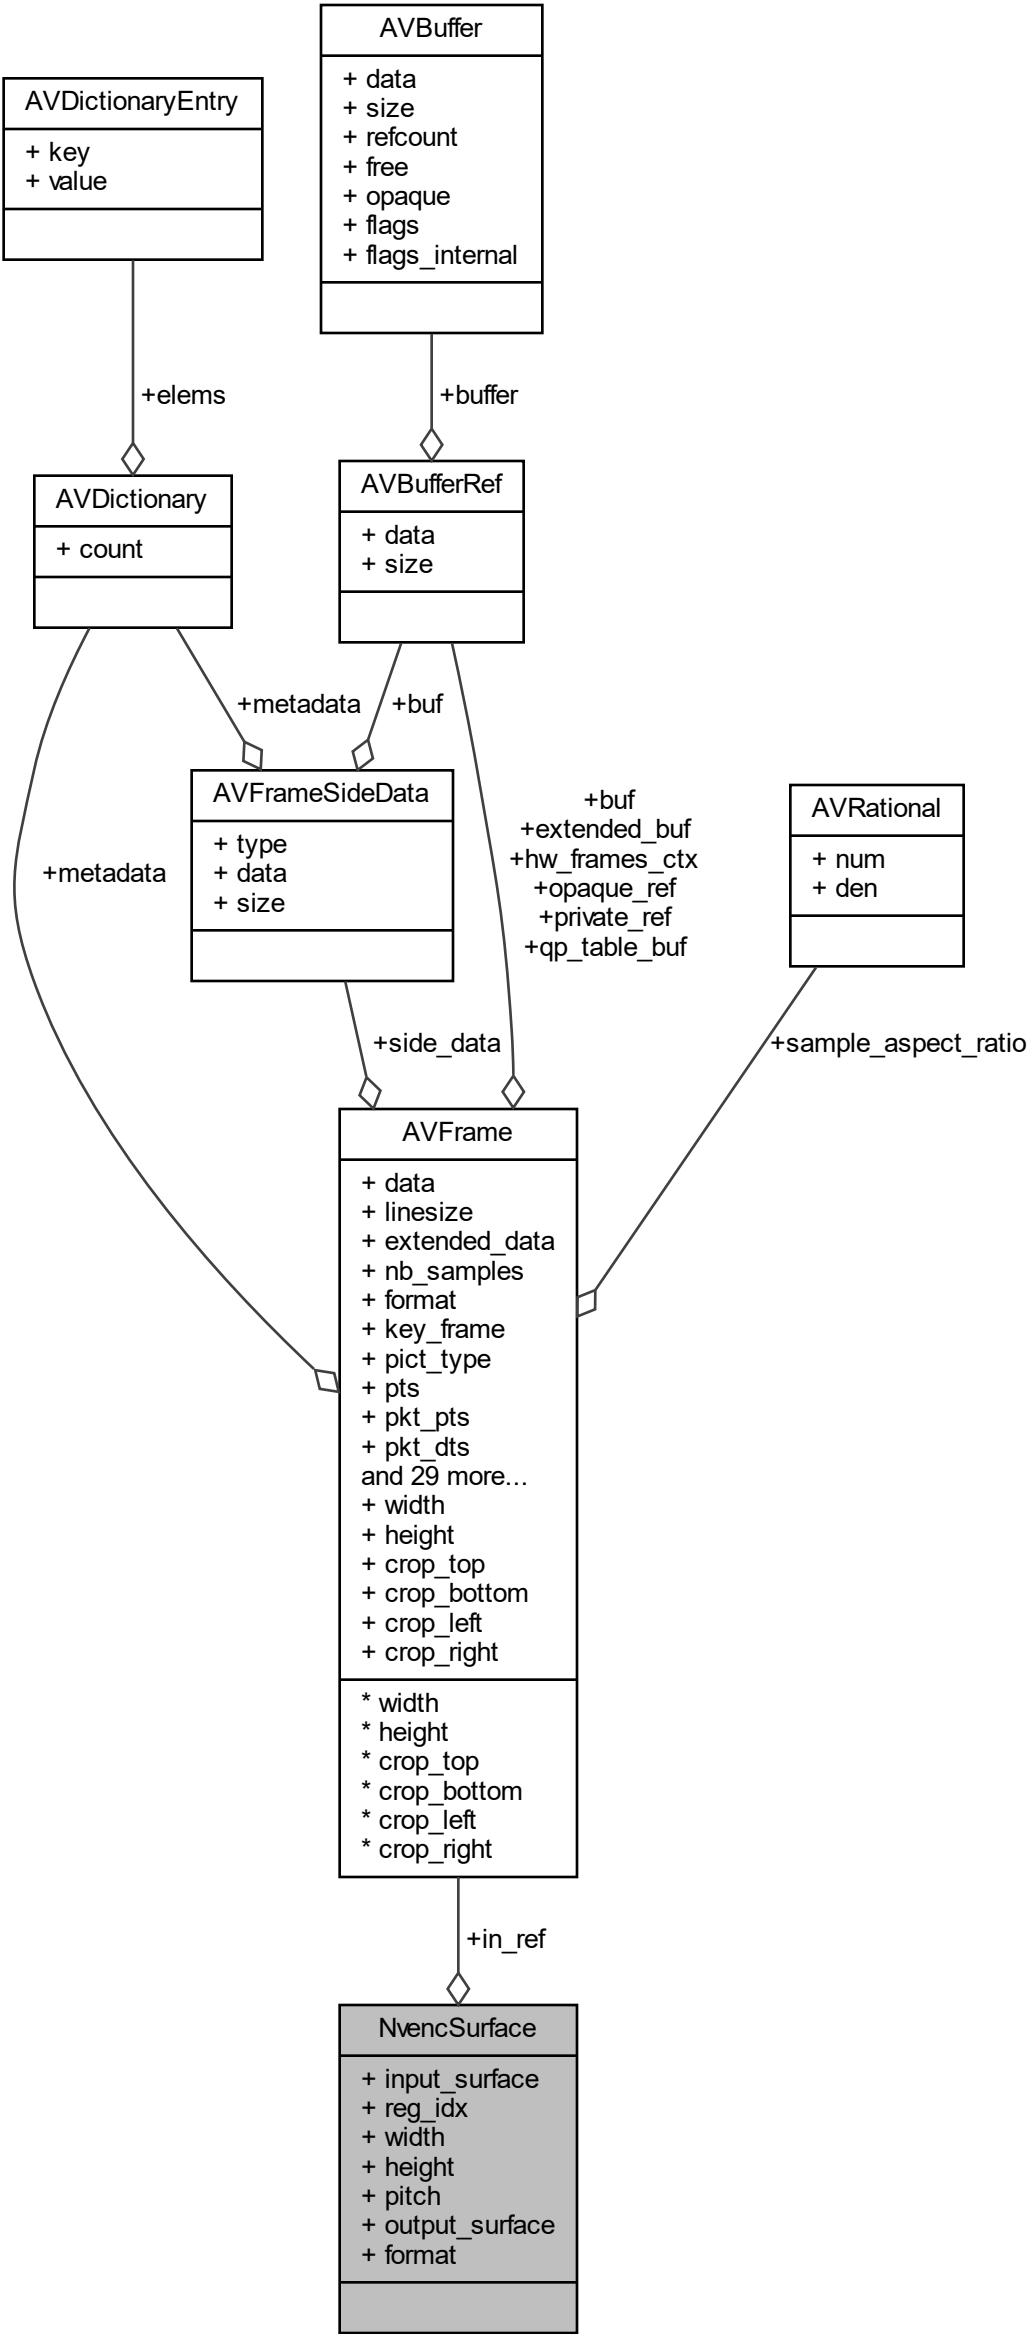 AVBuffer
+ data
+ size
+ refcount
+ free
+ opaque
+ flags
+ flags_internal
AVDictionaryEntry
+ key
+ value
+elems
+buffer
AVDictionary
+ count
AVBufferRef
+ data
+ size
+metadata
+buf
AVFrameSideData
+ type
+ data
+ size
+metadata
+buf
+extended_buf
+hw_frames_ctx
+opaque_ref
+private_ref
+qp_table_buf
AVRational
+ num
+ den
+side_data
+sample_aspect_ratio
AVFrame
+ data
+ linesize
+ extended_data
+ nb_samples
+ format
+ key_frame
+ pict_type
+ pts
+ pkt_pts
+ pkt_dts
and 29 more...
+ width
+ height
+ crop_top
+ crop_bottom
+ crop_left
+ crop_right
* width
* height
* crop_top
* crop_bottom
* crop_left
* crop_right
+in_ref
NvencSurface
+ input_surface
+ reg_idx
+ width
+ height
+ pitch
+ output_surface
+ format